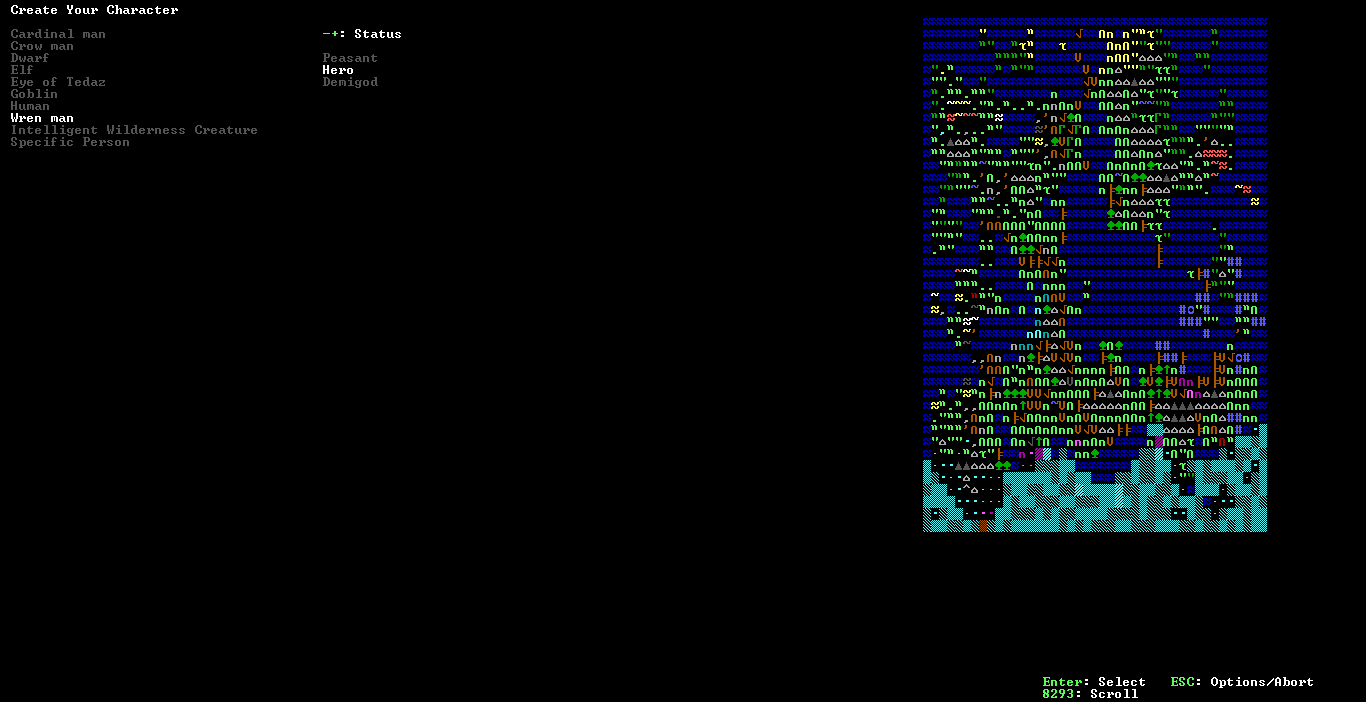 Create Your Character
Cardinal man
Crow man
Dwarf
Elf
Eye of Tedaz
Goblin
Human
Wren man
Intelligent Wilderness Creature
Specific Person
-+: Status
Peasant
Hero
Demigod
Enter: Select ESC: Options/Abort
8293: Scroll